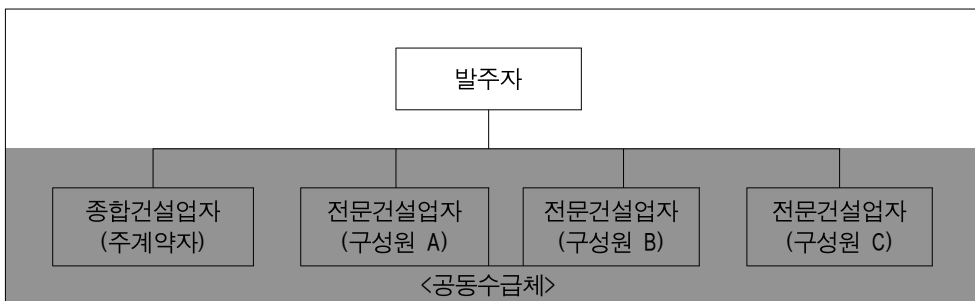 발주자
종합건설업자
(주계약자)
전문건설업자
(구성원 A)
전문건설업자
(구성원 B)
전문건설업자
(구성원 C)
<공동수급체>